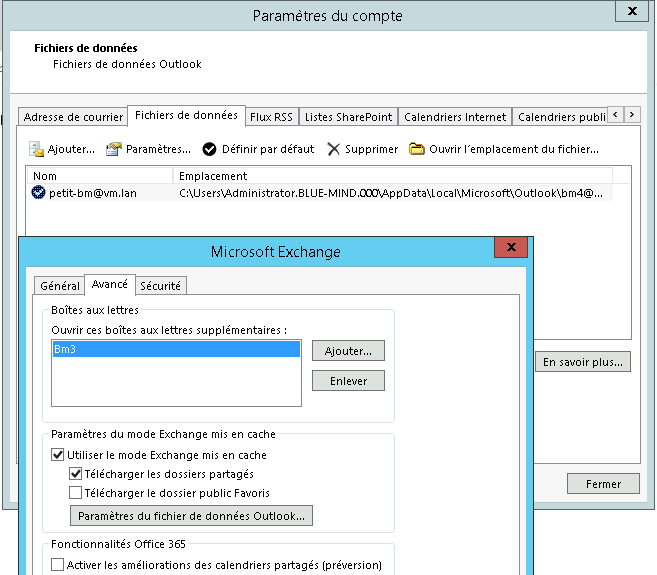 Paramètres du compte
X
Fichiers de données
Fichiers de données Outlook
Adresse de courrier Fichiers de données Flux RSS Listes SharePoint Calendriers Internet Calendriers publi < >
Ajouter... Paramètres... Définir par défaut Supprimer Ouvrir l'emplacement du fichier...
Nom Emplacement
petit-bm@vm.lan C:\Users\Administrator.BLUE-MIND.000\AppData\Local\Microsoft\Outlook\bm4@...
En savoir plus...
Fermer
Microsoft Exchange
X
Général Avancé Sécurité
Boîtes aux lettres
Ouvrir ces boîtes aux lettres supplémentaires :
Bm3
Ajouter...
Enlever
Paramètres du mode Exchange mis en cache
Utiliser le mode Exchange mis en cache
Télécharger les dossiers partagés
Télécharger le dossier public Favoris
Paramètres du fichier de données Outlook...
Fonctionnalités Office 365
Activer les améliorations des calendriers partagés (préversion)